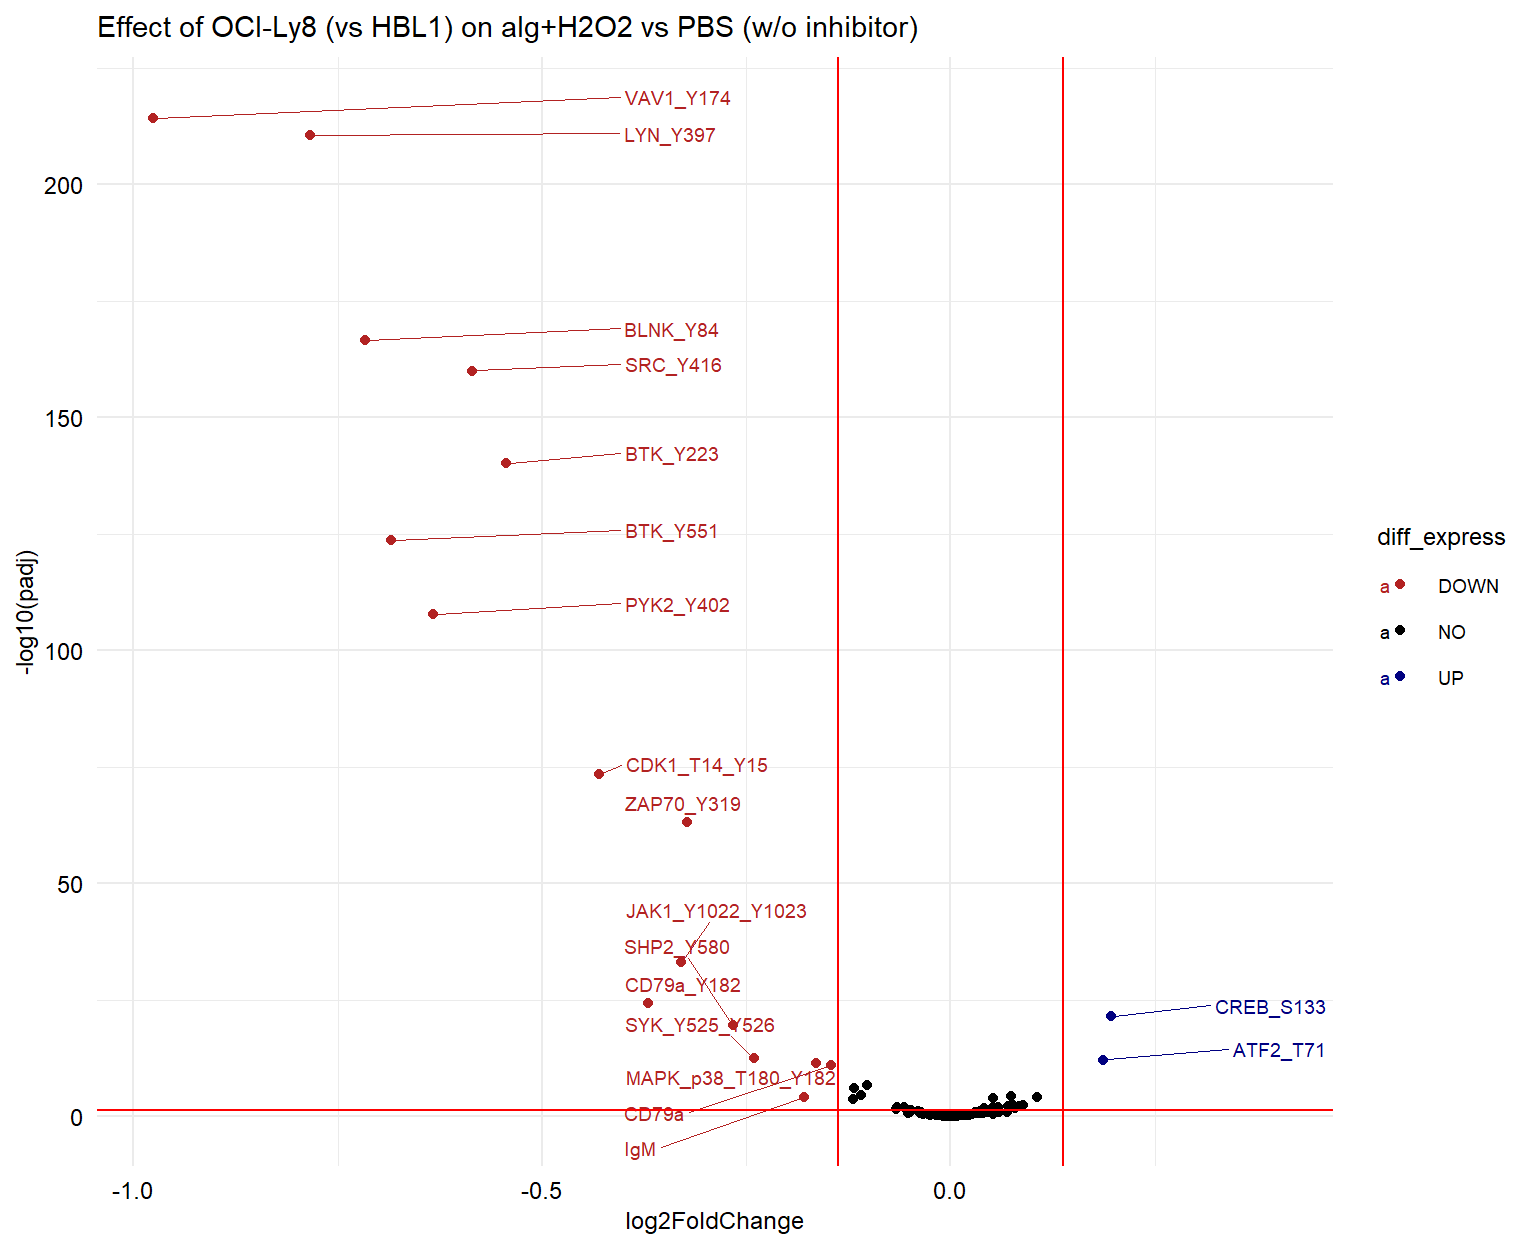 Effect of OCI-Ly8 (vs HBL1) on aIg+H2O2 vs PBS (w/o inhibitor)
VAV1_Y174
LYN_Y397
200
BLNK_Y84
SRC_Y416
150
BTK_Y223
BTK_Y551
PYK2_Y402
100
CDK1_T14_Y15
ZAP70_Y319
50
JAK1_Y1022_Y1023
SHP2_Y580
CD79a_Y182
CREB_S133
SYK_Y525_Y526
ATF2_T71
MAPK_p38_T180_Y182
CD79a
0
IgM
-1.0
-0.5
0.0
log2FoldChange
-log10(padj)
diff_express
a DOWN
a NO
a UP